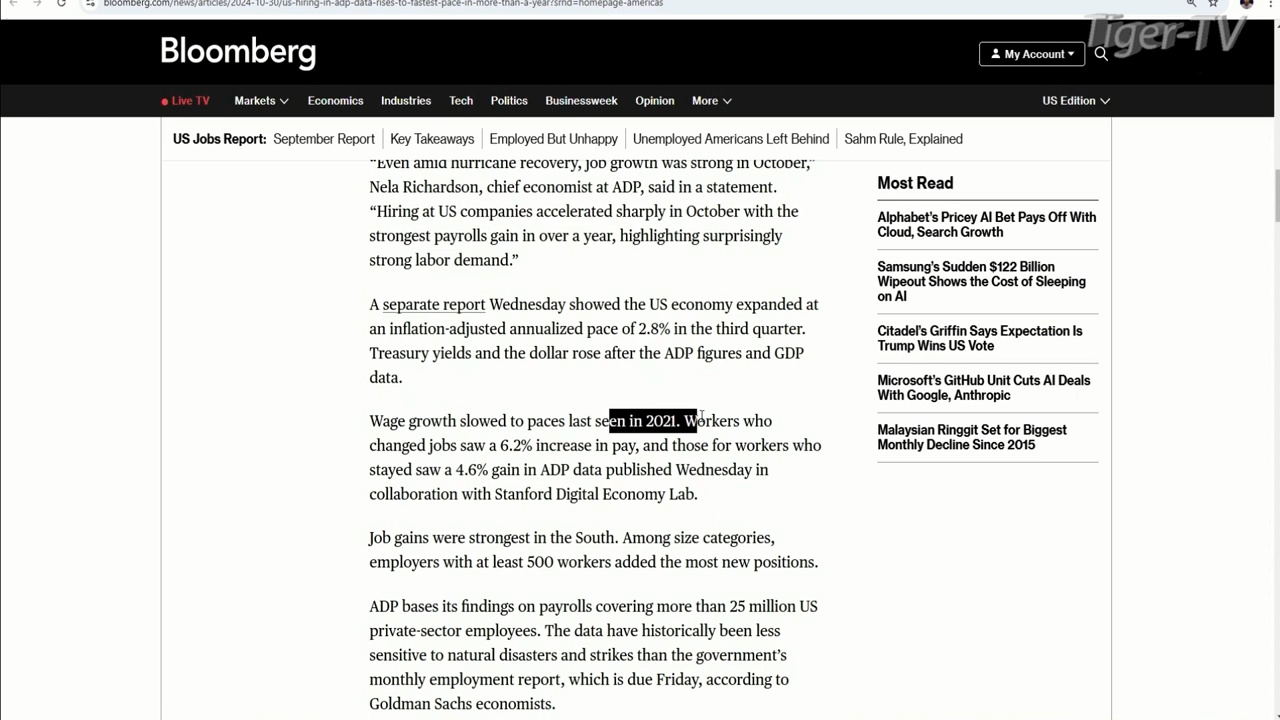 bloomberg.com/news/articles/2024-10-30/us-hiring-in-adp-data-rises-to-fastest-pace-in-more-than-a-year?srnd=homepage-americas
Tiger-TV
Bloomberg
My Account
Live TV Markets Economics Industries Tech Politics Businessweek Opinion More US Edition
US Jobs Report: September Report Key Takeaways Employed But Unhappy Unemployed Americans Left Behind Sahm Rule, Explained
“Even amid hurricane recovery, job growth was strong in October,”
Nela Richardson, chief economist at ADP, said in a statement.
“Hiring at US companies accelerated sharply in October with the
strongest payrolls gain in over a year, highlighting surprisingly
strong labor demand.”
A separate report Wednesday showed the US economy expanded at
an inflation-adjusted annualized pace of 2.8% in the third quarter.
Treasury yields and the dollar rose after the ADP figures and GDP
data.
Wage growth slowed to paces last seen in 2021. Workers who
changed jobs saw a 6.2% increase in pay, and those for workers who
stayed saw a 4.6% gain in ADP data published Wednesday in
collaboration with Stanford Digital Economy Lab.
Job gains were strongest in the South. Among size categories,
employers with at least 500 workers added the most new positions.
ADP bases its findings on payrolls covering more than 25 million US
private-sector employees. The data have historically been less
sensitive to natural disasters and strikes than the government’s
monthly employment report, which is due Friday, according to
Goldman Sachs economists.
Most Read
Alphabet’s Pricey AI Bet Pays Off With
Cloud, Search Growth
Samsung’s Sudden $122 Billion
Wipeout Shows the Cost of Sleeping
on AI
Citadel’s Griffin Says Expectation Is
Trump Wins US Vote
Microsoft’s GitHub Unit Cuts AI Deals
With Google, Anthropic
Malaysian Ringgit Set for Biggest
Monthly Decline Since 2015